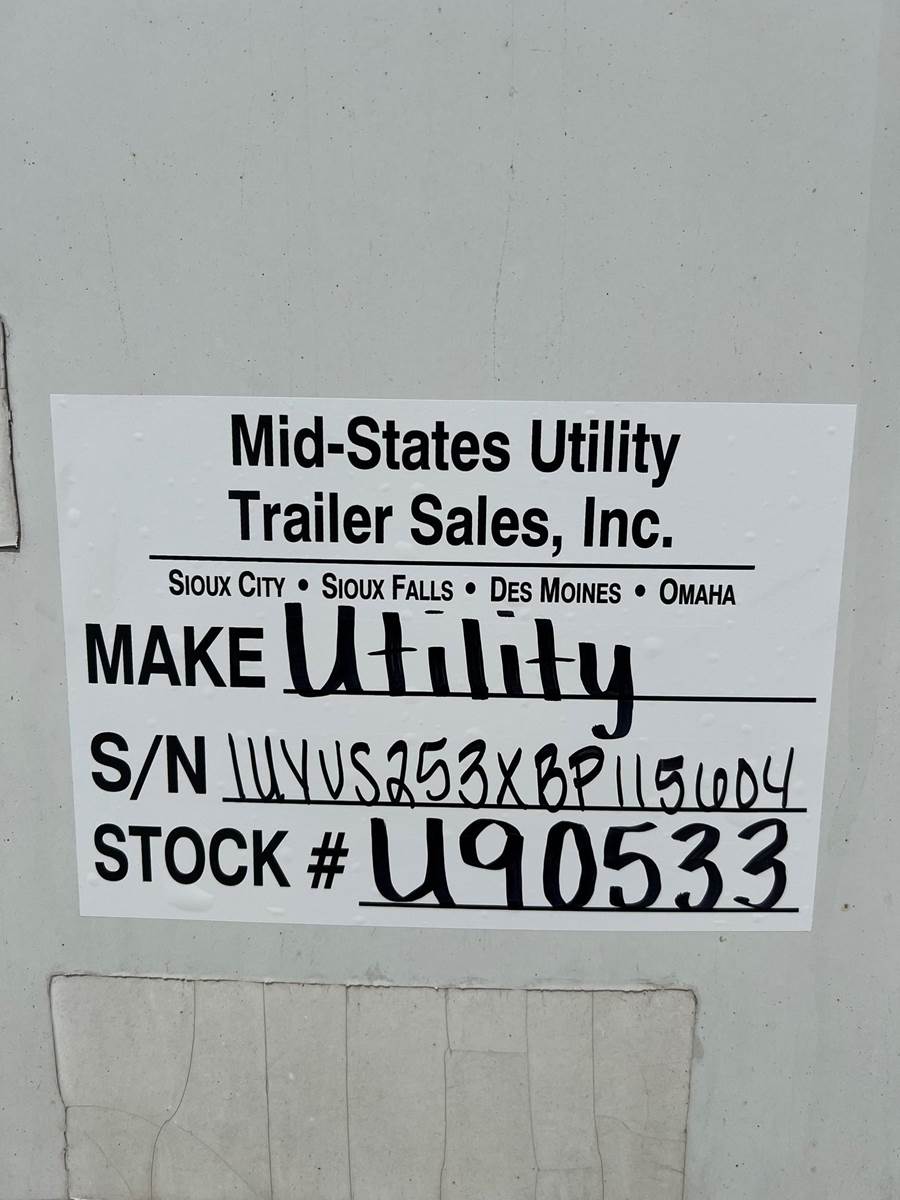 Mid-States Utility
Trailer Sales, Inc.
SIOUX CITY • SIOUX FALLS • DES MOINES • OMAHA
MAKE Utility
S/N 1UYVS253XBP115604
STOCK # U90533